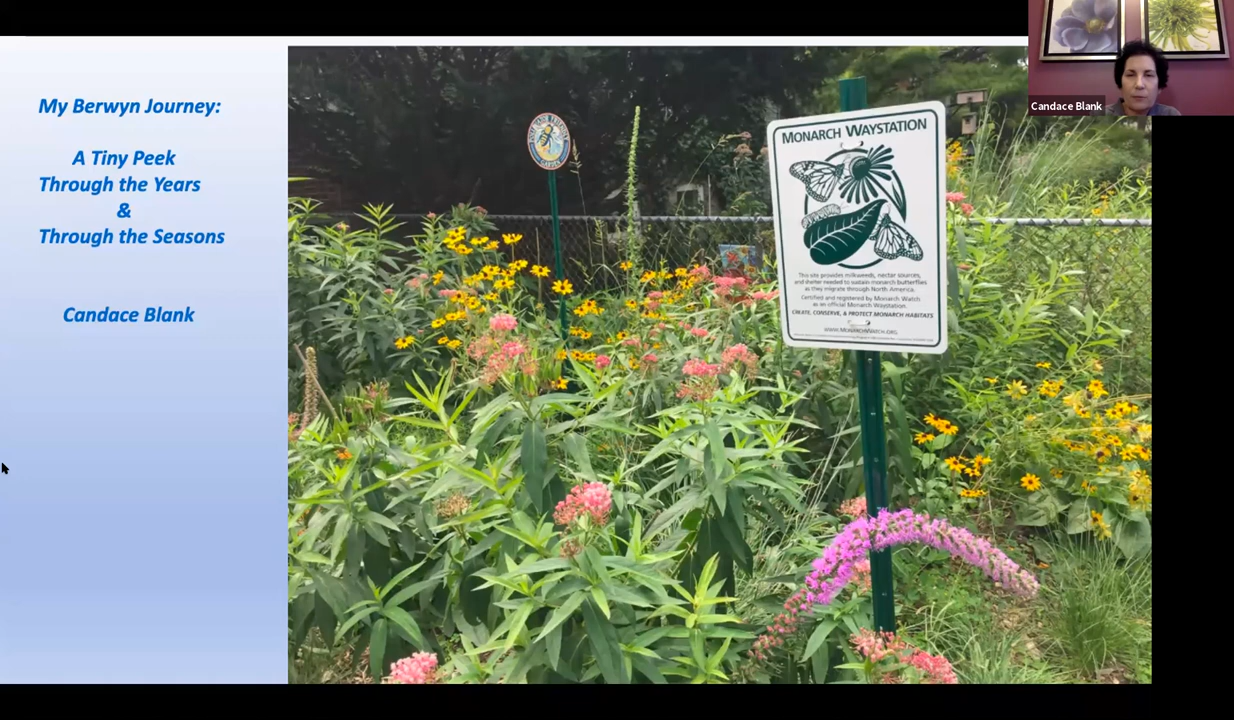 My Berwyn Journey:
A Tiny Peek
Through the Years
&
Through the Seasons
Candace Blank
Candace Blank
GARDEN
MONARCH WAYSTATION
This site provides milkweeds, nectar sources,
and shelter needed to sustain monarch butterflies
as they migrate through North America.
Certified and registered by Monarch Watch
as an official Monarch Waystation.
CREATE, CONSERVE, & PROTECT MONARCH HABITATS
WWW.MONARCHWATCH.ORG